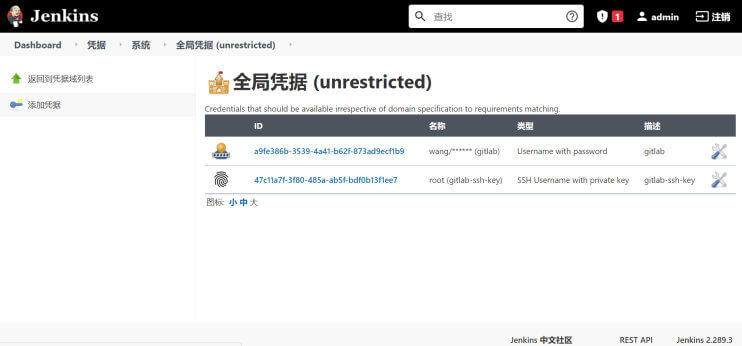 Jenkins
查找
1
admin
注销
Dashboard
凭据
系统
全局凭据 (unrestricted)
返回到凭据域列表
添加凭据
全局凭据 (unrestricted)
Credentials that should be available irrespective of domain specification to requirements matching.
ID 名称 类型 描述
a9fe386b-3539-4a41-b62f-873ad9ecf1b9 wang/****** (gitlab) Username with password gitlab
47c11a7f-3f80-485a-ab5f-bdf0b13f1ee7 root (gitlab-ssh-key) SSH Username with private key gitlab-ssh-key
图标: 小 中 大
Jenkins 中文社区 REST API Jenkins 2.289.3